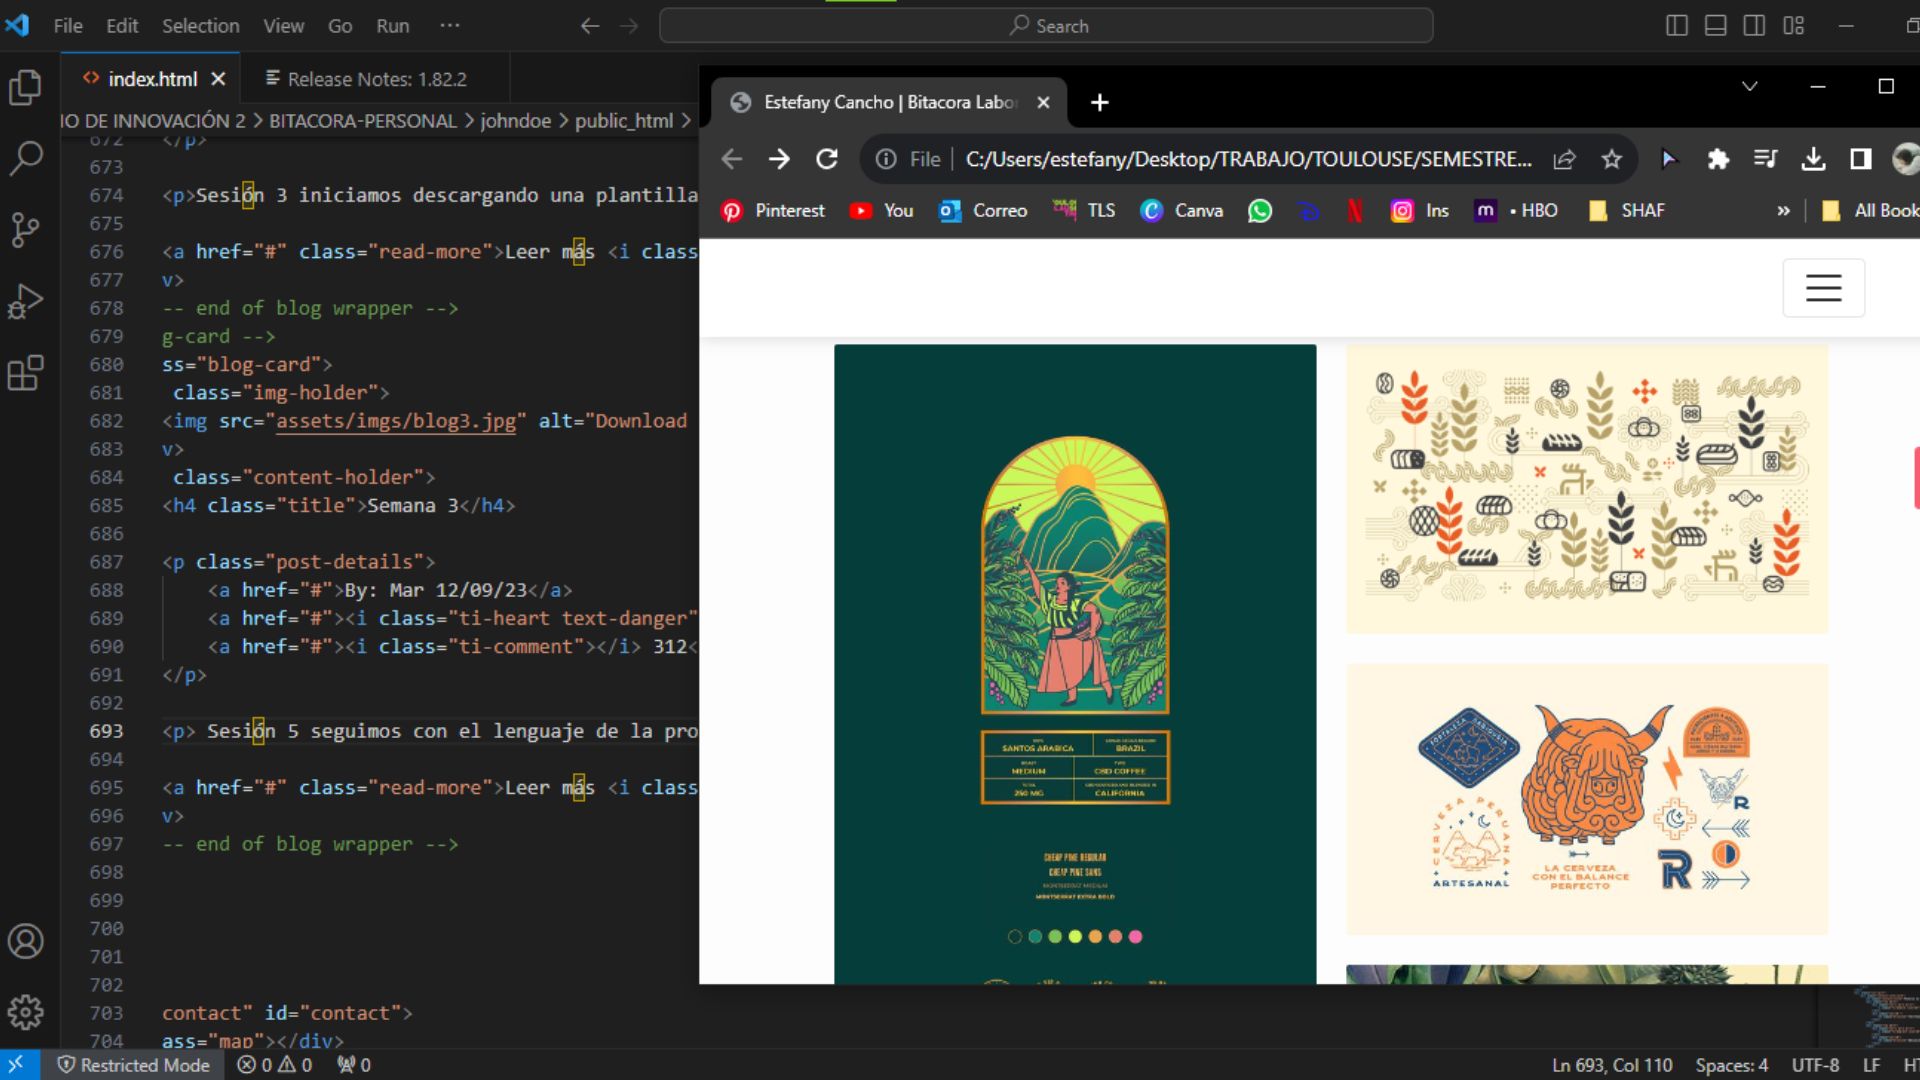 File Edit Selection View Go Run ··· Search
index.html Release Notes: 1.82.2
IO DE INNOVACIÓN 2 > BITACORA-PERSONAL > johndoe > public_html >
672 </p>
673
674 <p>Sesión 3 iniciamos descargando una plantilla
675
676 <a href="#" class="read-more">Leer más <i class
677 v>
678 -- end of blog wrapper -->
679 g-card -->
680 ss="blog-card">
681 class="img-holder">
682 <img src="assets/imgs/blog3.jpg" alt="Download
683 v>
684 class="content-holder">
685 <h4 class="title">Semana 3</h4>
686
687 <p class="post-details">
688 <a href="#">By: Mar 12/09/23</a>
689 <a href="#"><i class="ti-heart text-danger"
690 <a href="#"><i class="ti-comment"></i> 312<
691 </p>
692
693 <p> Sesión 5 seguimos con el lenguaje de la pro
694
695 <a href="#" class="read-more">Leer más <i class
696 v>
697 -- end of blog wrapper -->
698
699
700
701
702
703 contact" id="contact">
704 ass="map"></div>
Restricted Mode 0 0 0 Ln 693, Col 110 Spaces: 4 UTF-8 LF HT
Estefany Cancho | Bitacora Labo
File C:/Users/estefany/Desktop/TRABAJO/TOULOUSE/SEMESTRE...
Pinterest You Correo TLS Canva Ins m • HBO SHAF » All Book
SANTOS ARABICA BRAZIL
MEDIUM CBD COFFEE
250 MG CALIFORNIA
CHEAP PINE REGULAR
CHEAP PINE SANS
MONTSERRAT MEDIUM
MONTSERRAT EXTRA BOLD
CERVEZA PERUANA
ARTESANAL
LA CERVEZA
CON EL BALANCE
PERFECTO
R
R